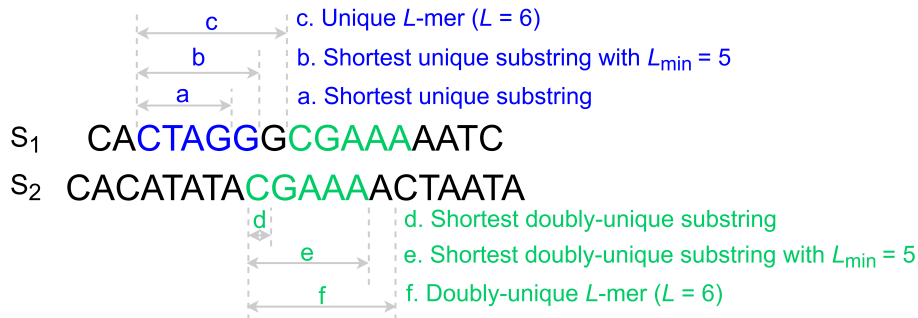 c c. Unique L-mer (L = 6)
b b. Shortest unique substring with Lmin = 5
a a. Shortest unique substring
S1 CACTAGGGCGAAAAATC
S2 CACATATACGAAAACTAATA
d d. Shortest doubly-unique substring
e e. Shortest doubly-unique substring with Lmin = 5
f f. Doubly-unique L-mer (L = 6)